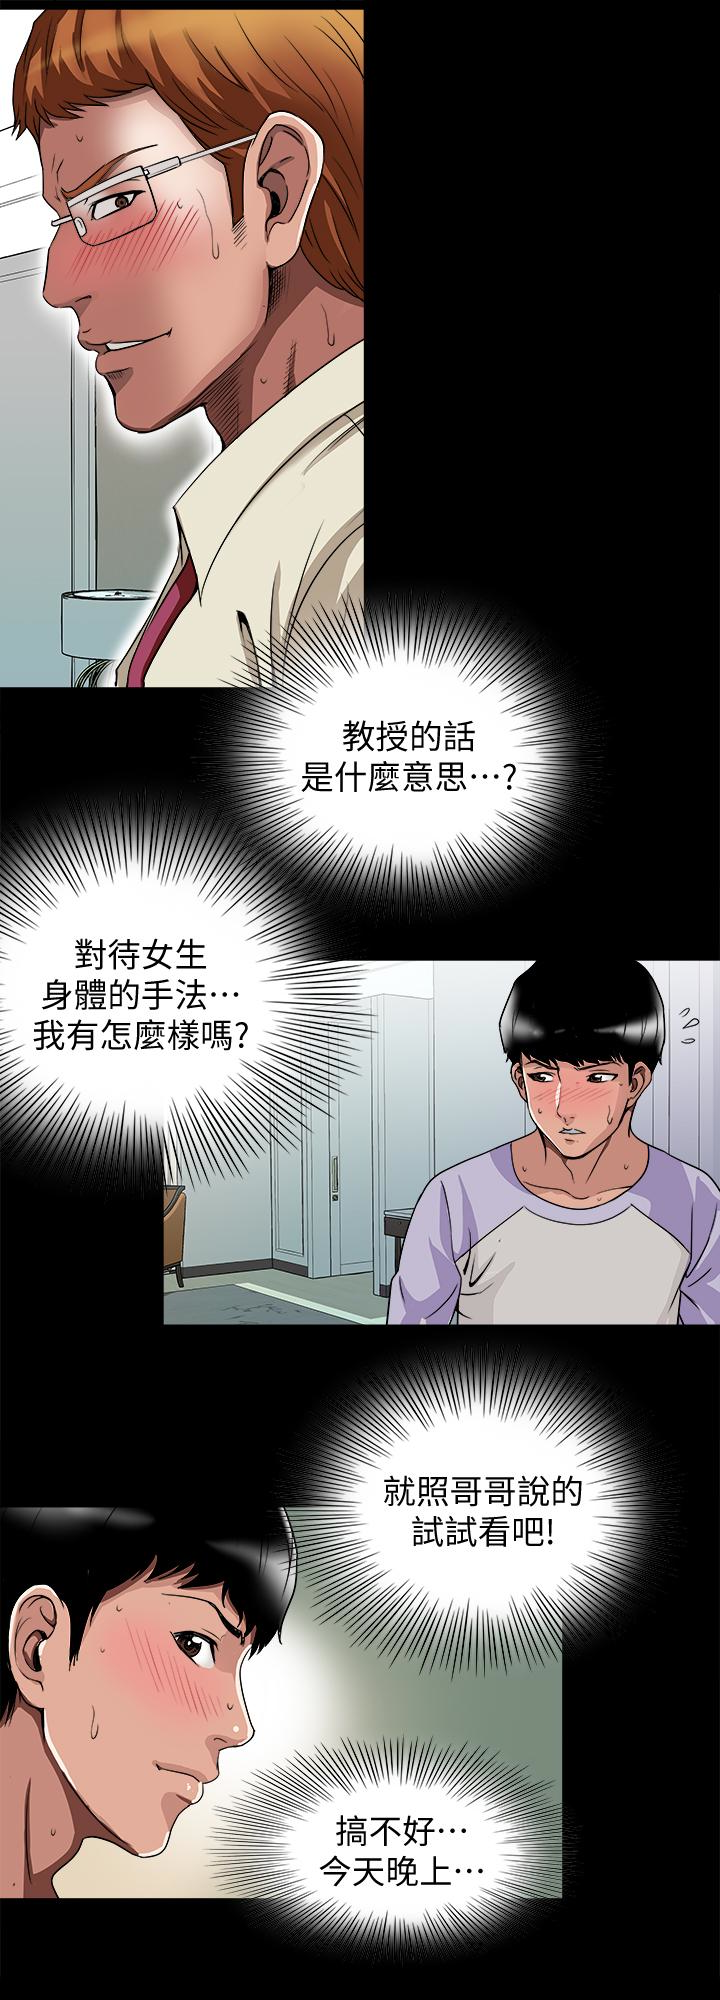 教授的話
是什麼意思⋯?
對待女生
身體的手法⋯
我有怎麼樣嗎?
就照哥哥說的
試試看吧!
搞不好⋯
今天晚上⋯